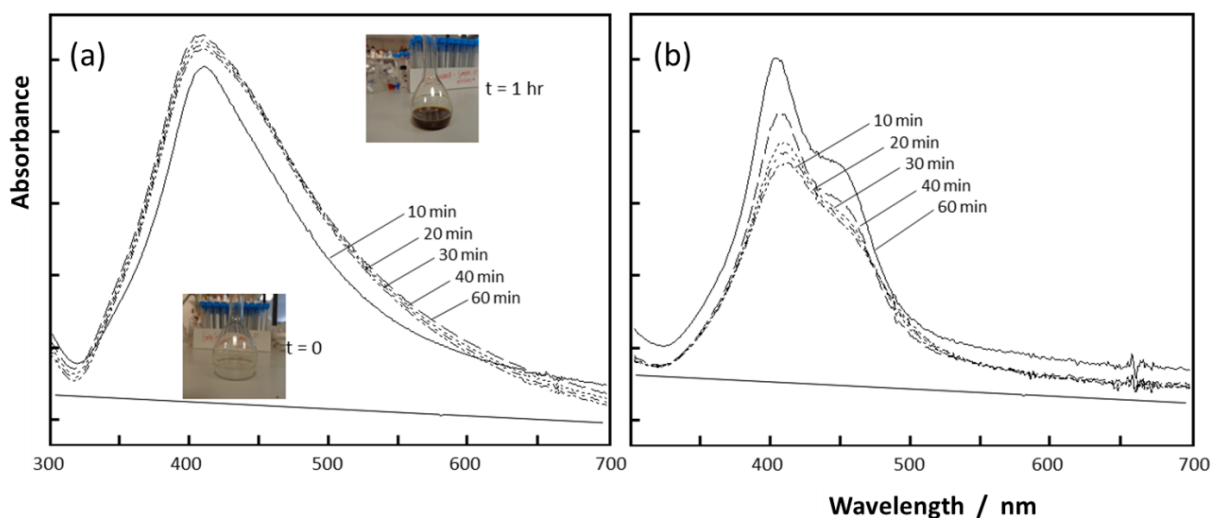 (a)
t = 1 hr
10 min
20 min
30 min
40 min
60 min
t = 0
Absorbance
300
400
500
600
700
(b)
10 min
20 min
30 min
40 min
60 min
400
500
600
700
Wavelength / nm